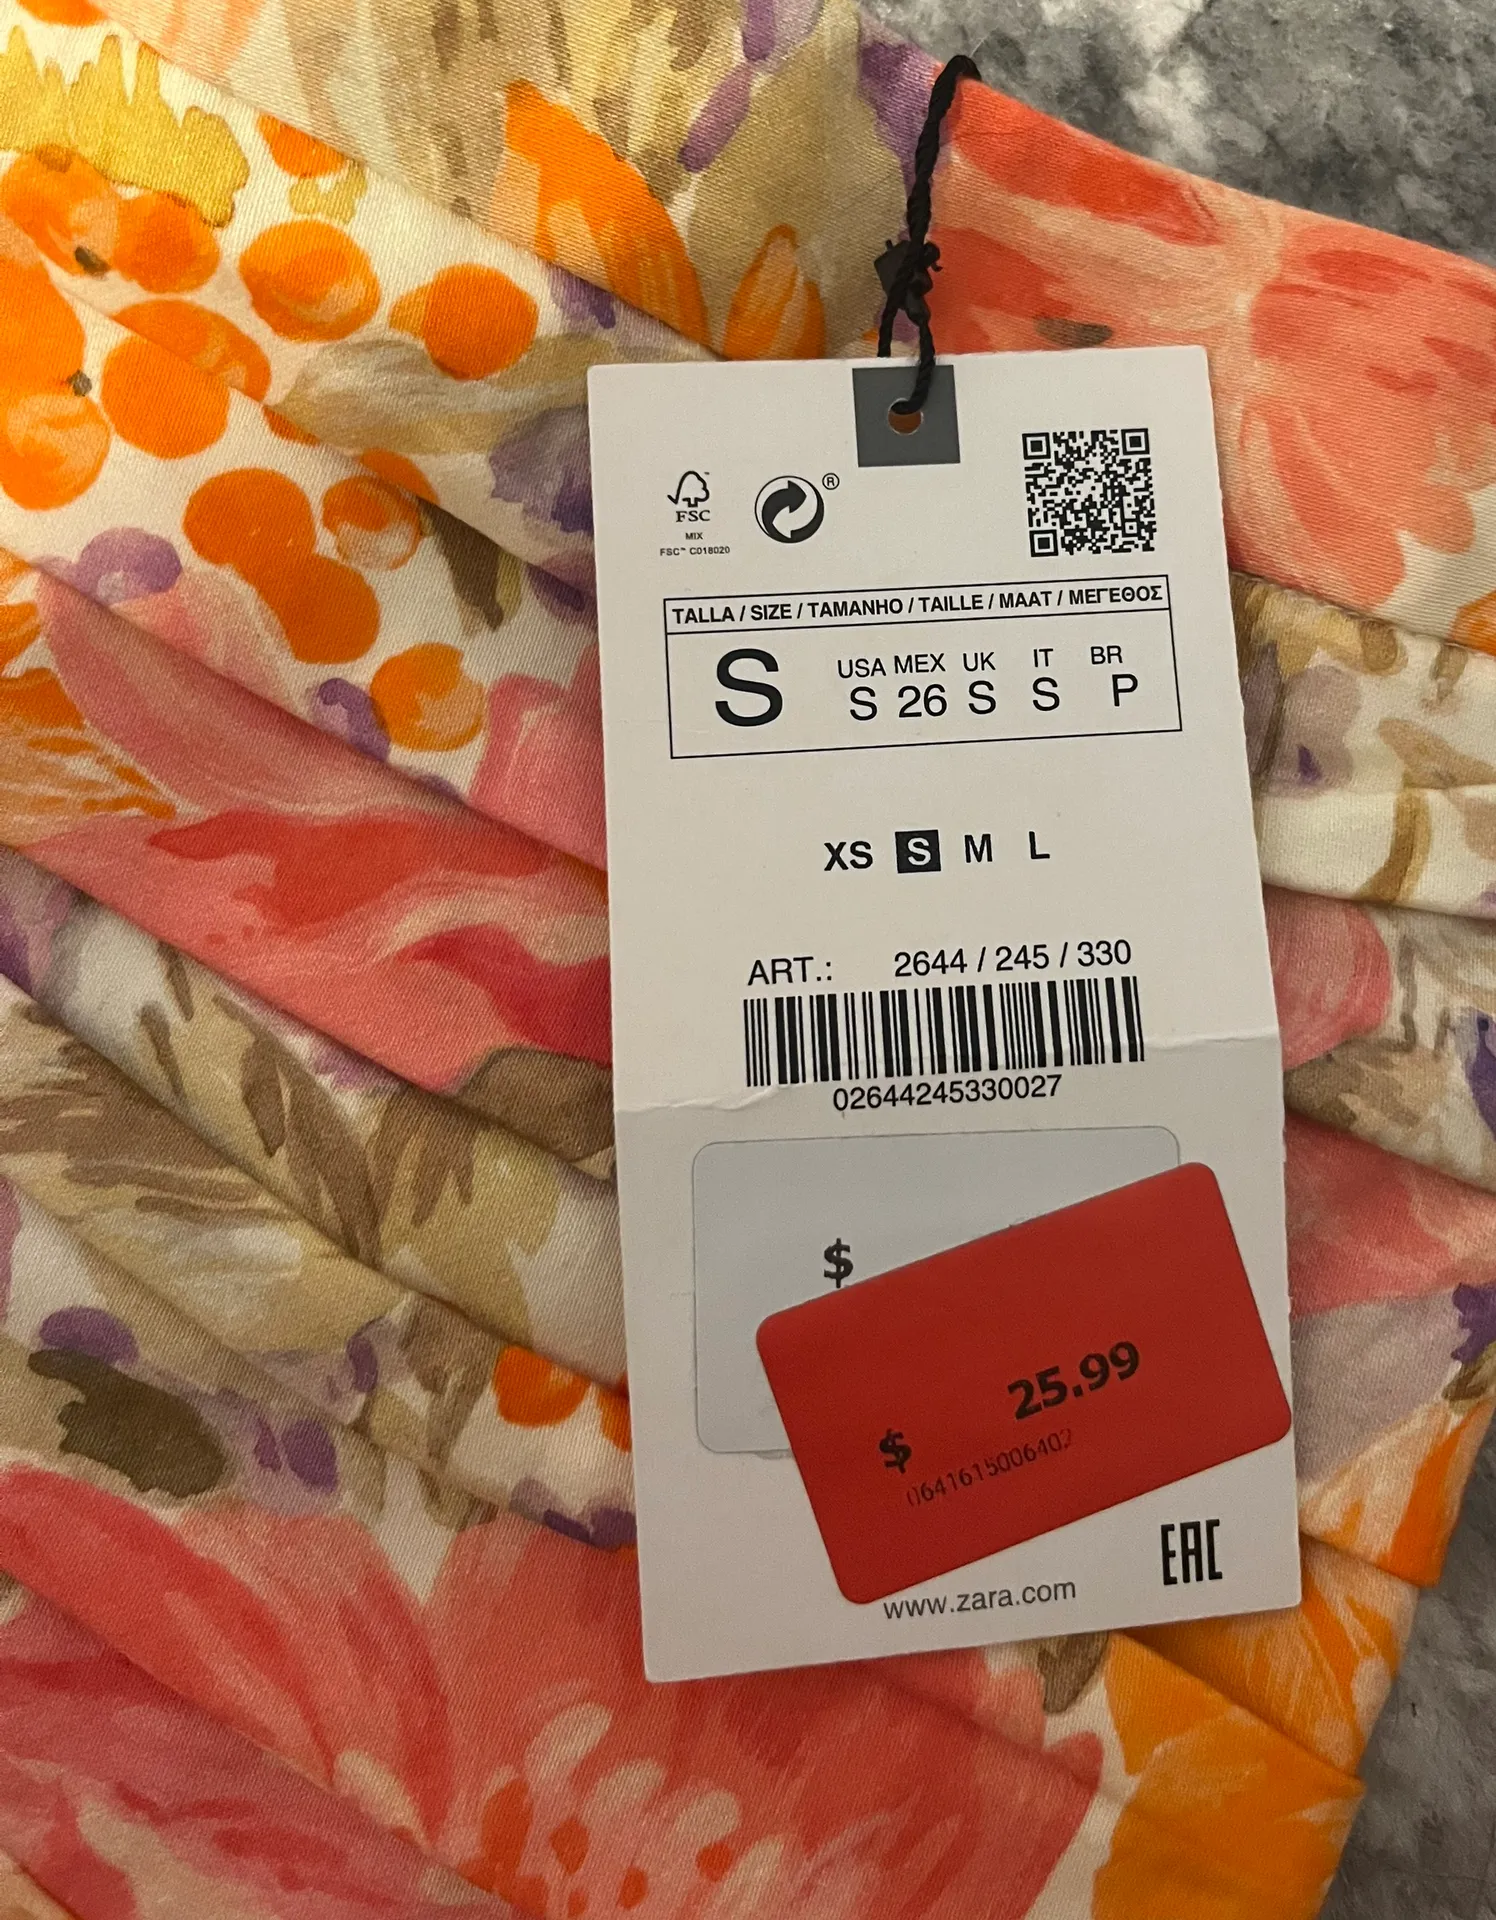 ®
FSC
MIX
FSC™ C018020
TALLA / SIZE / TAMANHO / TAILLE / MAAT / ΜΕΓΕΘΟΣ
S
USA MEX UK IT BR
S 26 S S P
XS S M L
ART.: 2644 / 245 / 330
02644245330027
$
25.99
$
0641615006402
EAC
www.zara.com